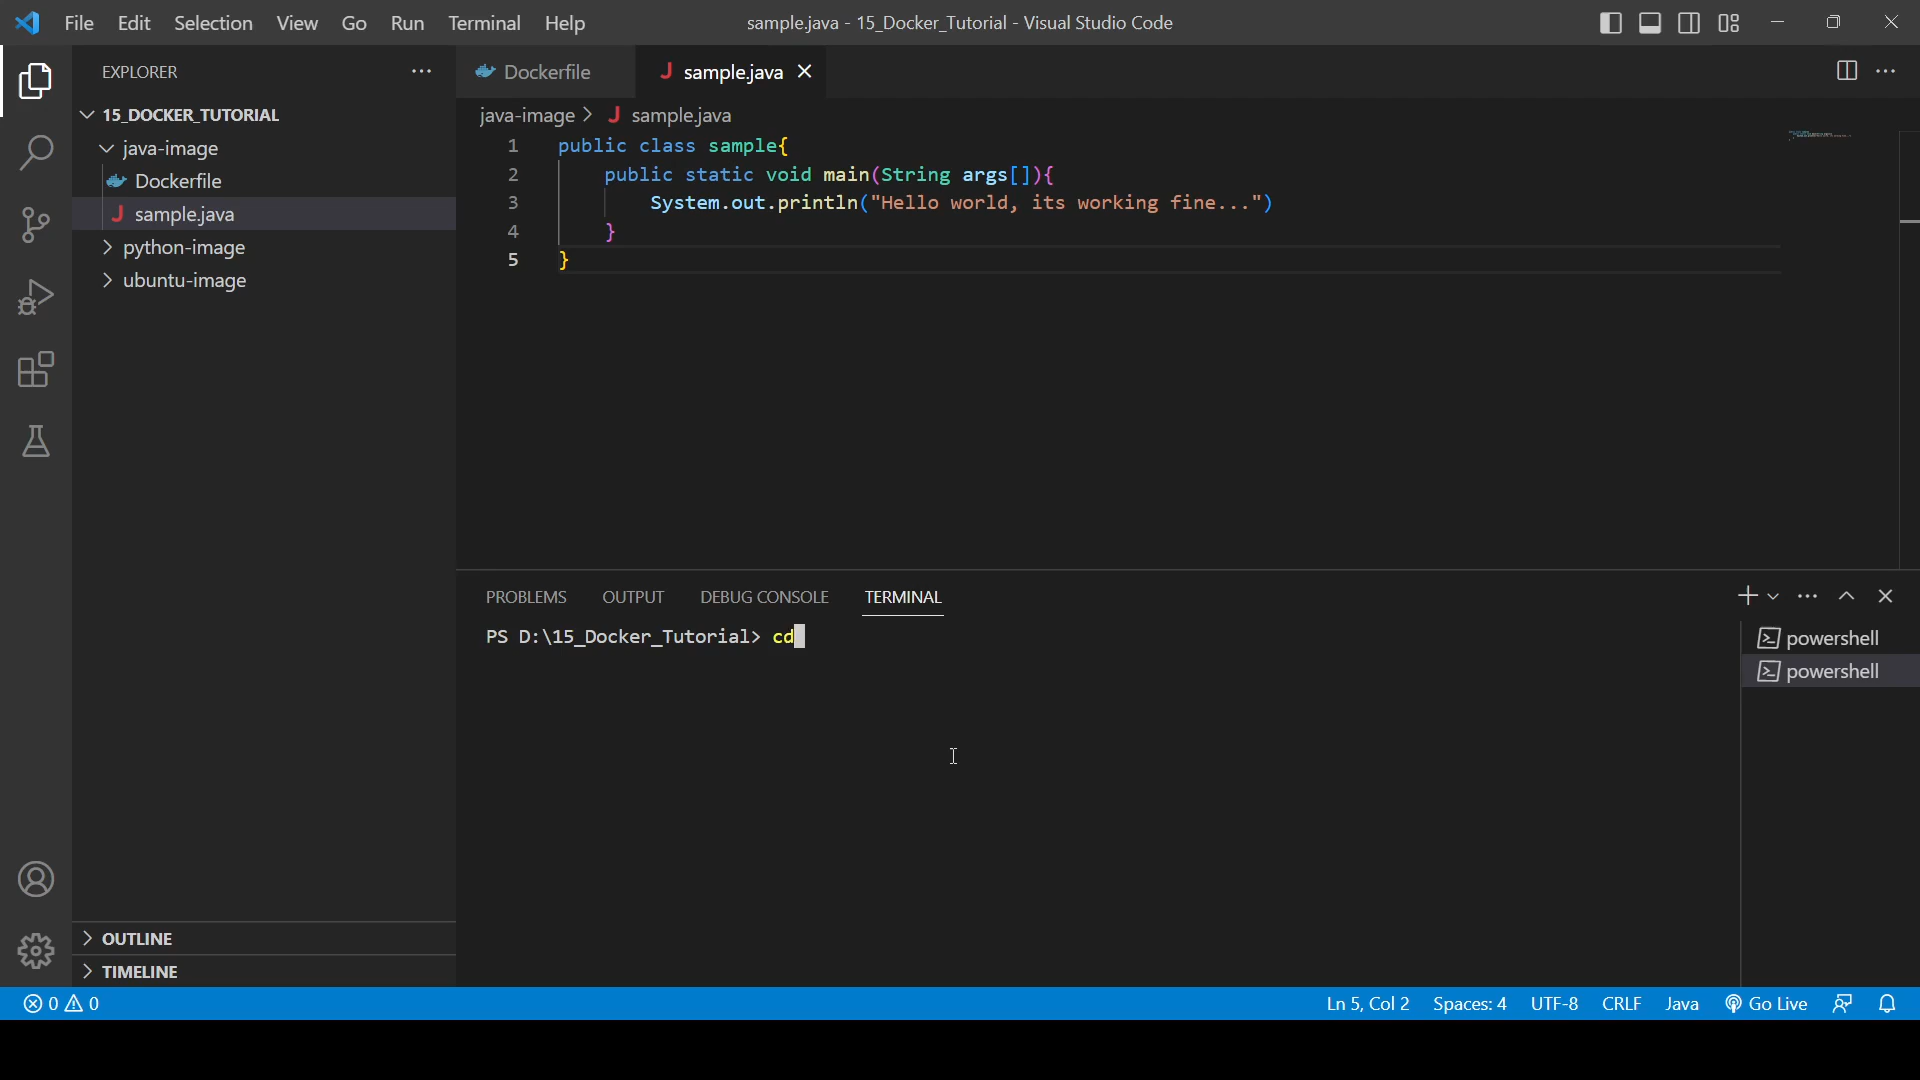 File Edit Selection View Go Run Terminal Help
sample.java - 15_Docker_Tutorial - Visual Studio Code
EXPLORER
15_DOCKER_TUTORIAL
java-image
Dockerfile
J sample.java
python-image
ubuntu-image
OUTLINE
TIMELINE
Dockerfile
J sample.java
java-image > J sample.java
1 public class sample{
2 public static void main(String args[]){
3 System.out.println("Hello world, its working fine...")
4 }
5 }
PROBLEMS OUTPUT DEBUG CONSOLE TERMINAL
PS D:\15_Docker_Tutorial> cd
powershell
powershell
0 0
Ln 5, Col 2 Spaces: 4 UTF-8 CRLF Java Go Live